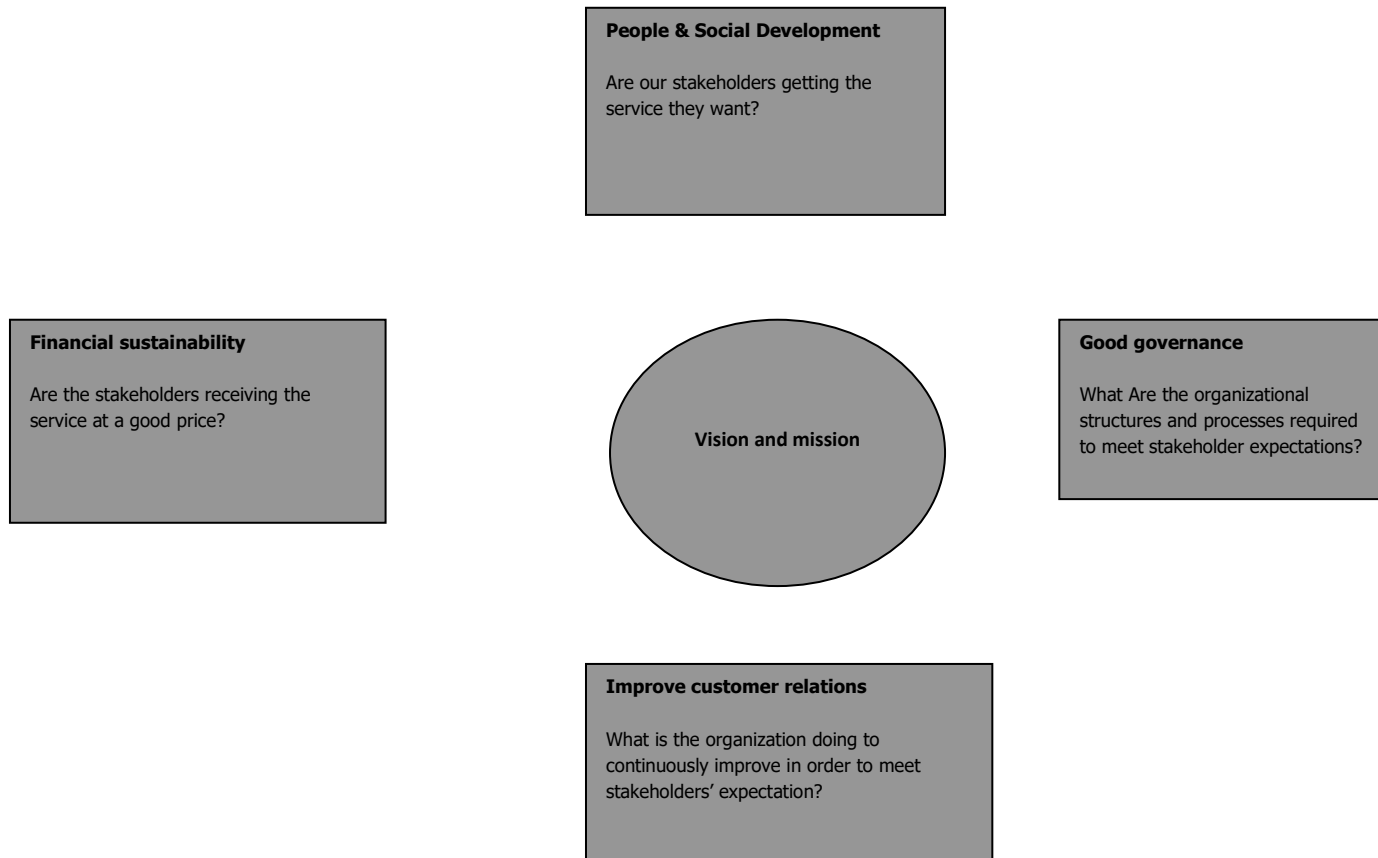 People & Social Development
Are our stakeholders getting the
service they want?
Financial sustainability
Are the stakeholders receiving the
service at a good price?
Vision and mission
Good governance
What Are the organizational
structures and processes required
to meet stakeholder expectations?
Improve customer relations
What is the organization doing to
continuously improve in order to meet
stakeholders’ expectation?